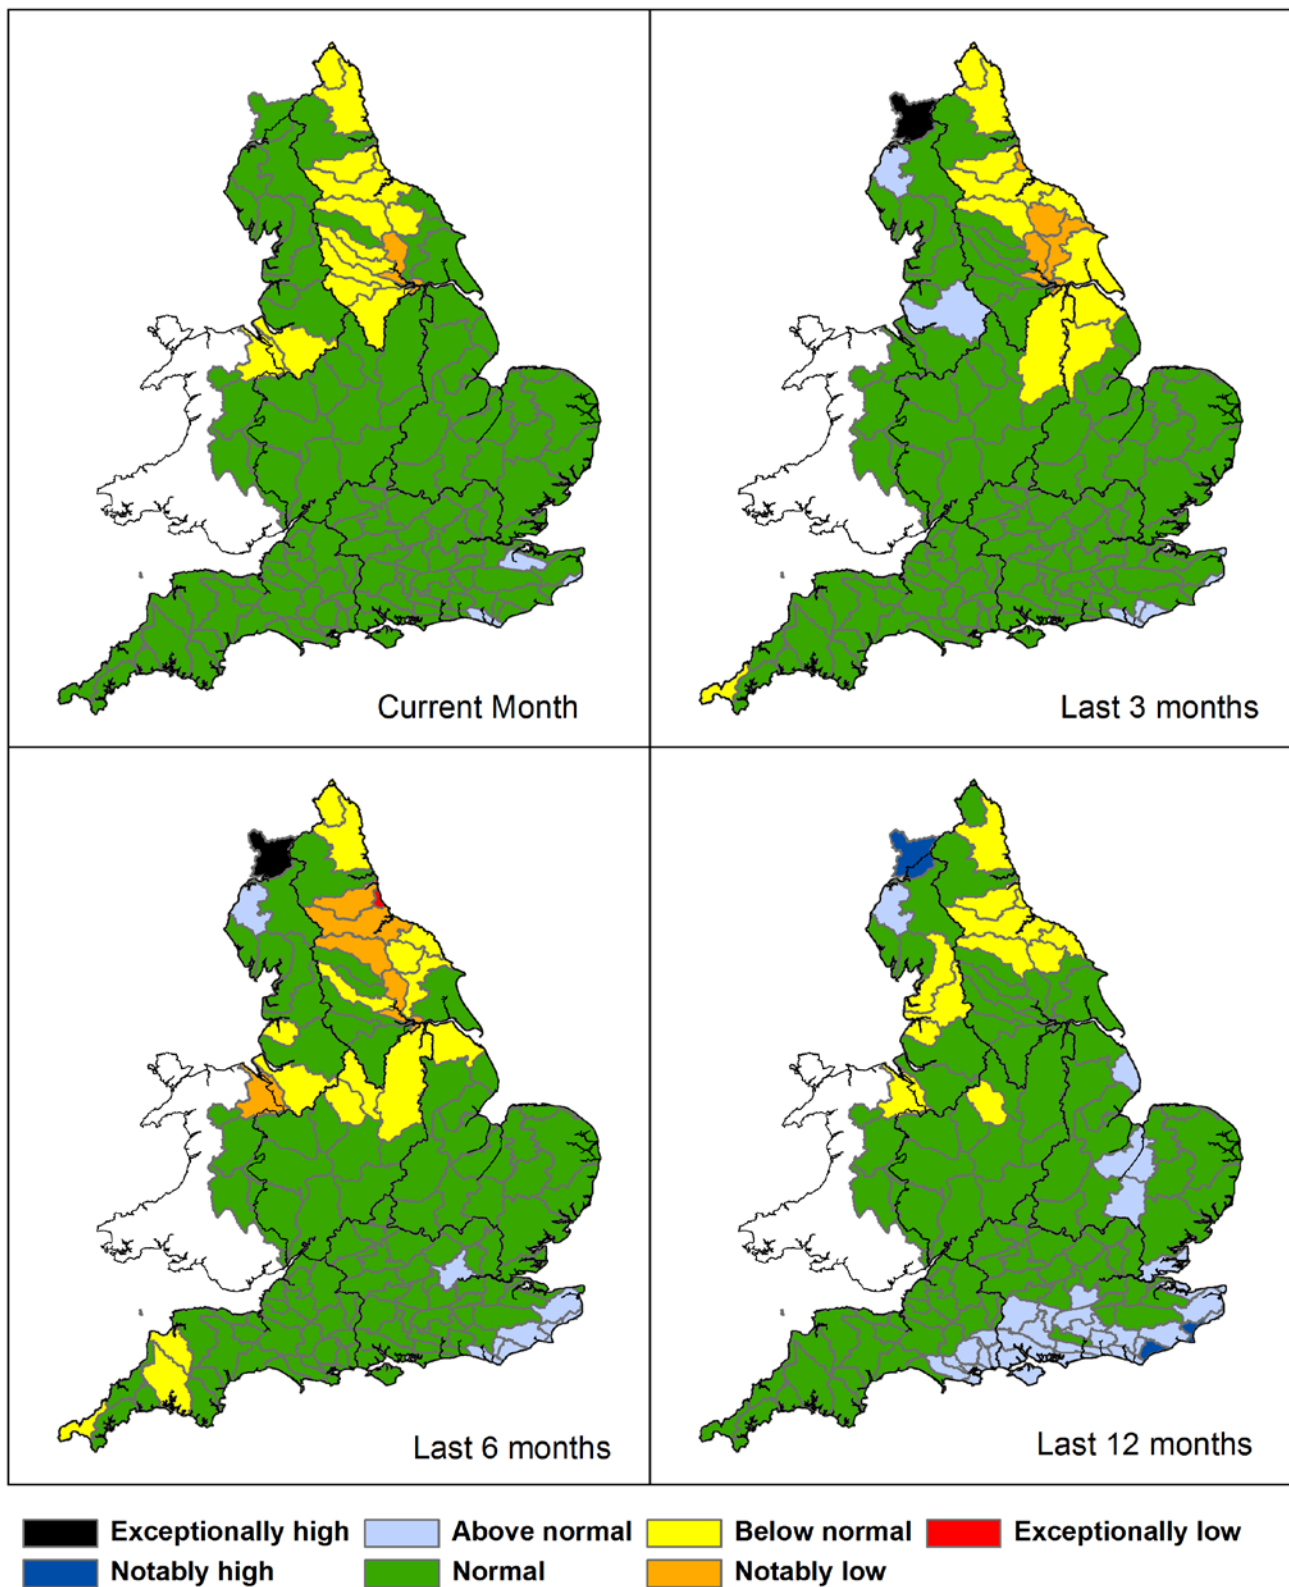 Current Month
Last 3 months
Last 6 months
Last 12 months
Exceptionally high
Above normal
Below normal
Exceptionally low
Notably high
Normal
Notably low